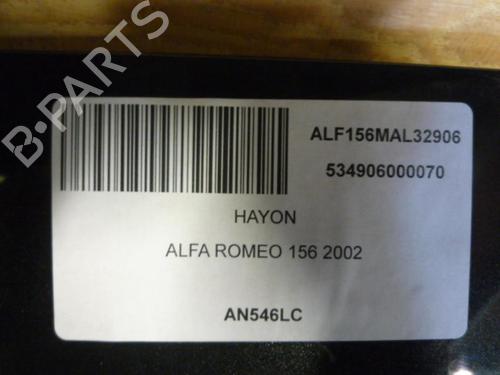 B-PARTS
ALF156MAL32906
534906000070
HAYON
ALFA ROMEO 156 2002
AN546LC